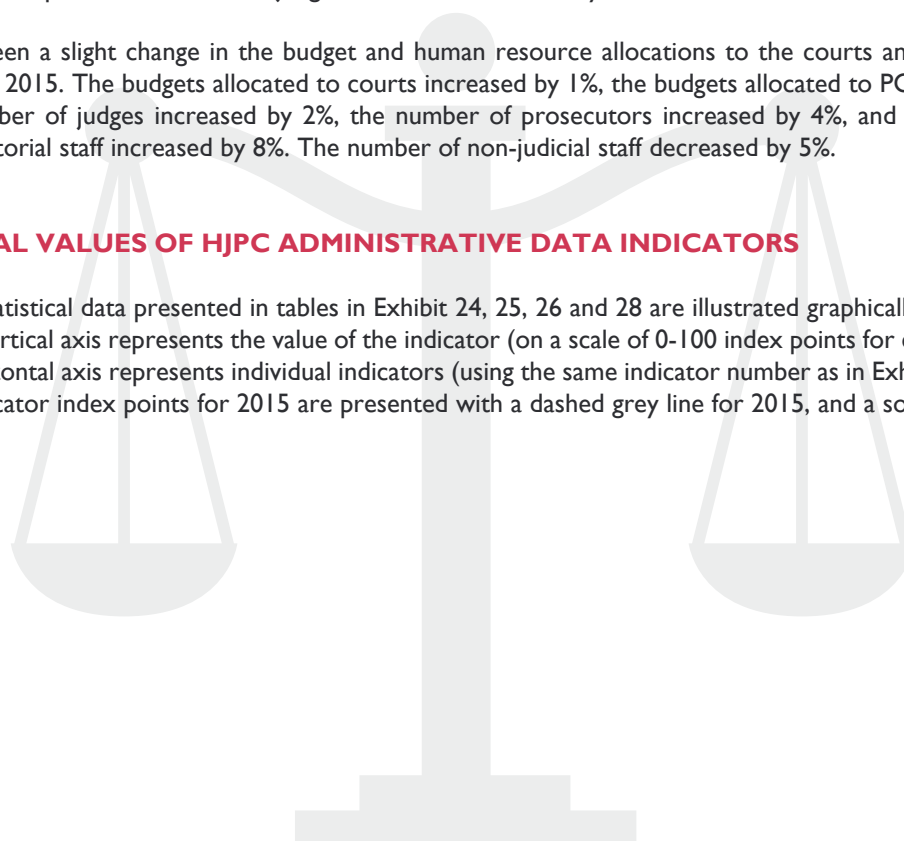 een a slight change in the budget and human resource allocations to the courts an
2015. The budgets allocated to courts increased by 1%, the budgets allocated to PO
ber of judges increased by 2%, the number of prosecutors increased by 4%, and
torial staff increased by 8%. The number of non-judicial staff decreased by 5%.
AL VALUES OF HJPC ADMINISTRATIVE DATA INDICATORS
atistical data presented in tables in Exhibit 24, 25, 26 and 28 are illustrated graphicall
rtical axis represents the value of the indicator (on a scale of 0-100 index points for
ontal axis represents individual indicators (using the same indicator number as in Exh
cator index points for 2015 are presented with a dashed grey line for 2015, and a so